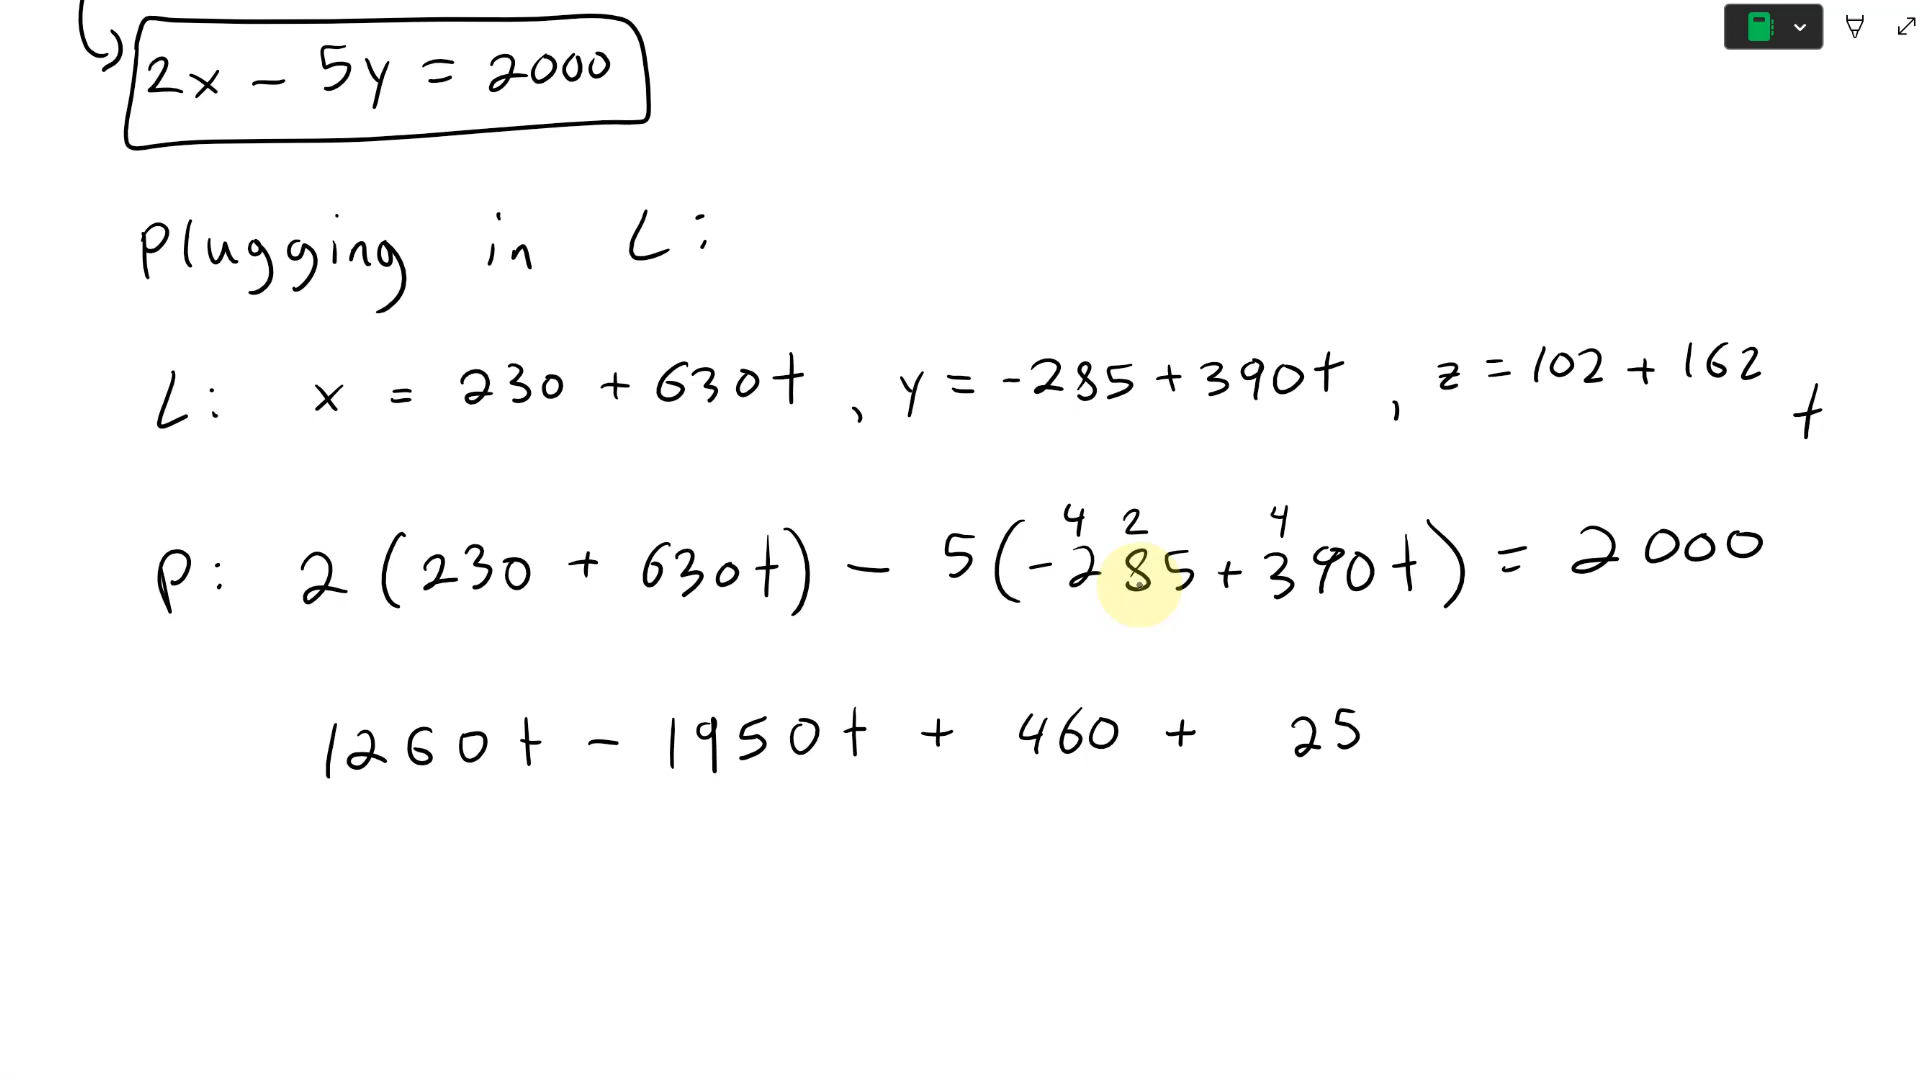 2x - 5y = 2000
Plugging in L:
L: x = 230 + 630t , y = -285 + 390t , z = 102 + 162 t
4 2 4
P: 2 (230 + 630t) - 5(-285 + 390t) = 2000
1260t - 1950t + 460 + 25